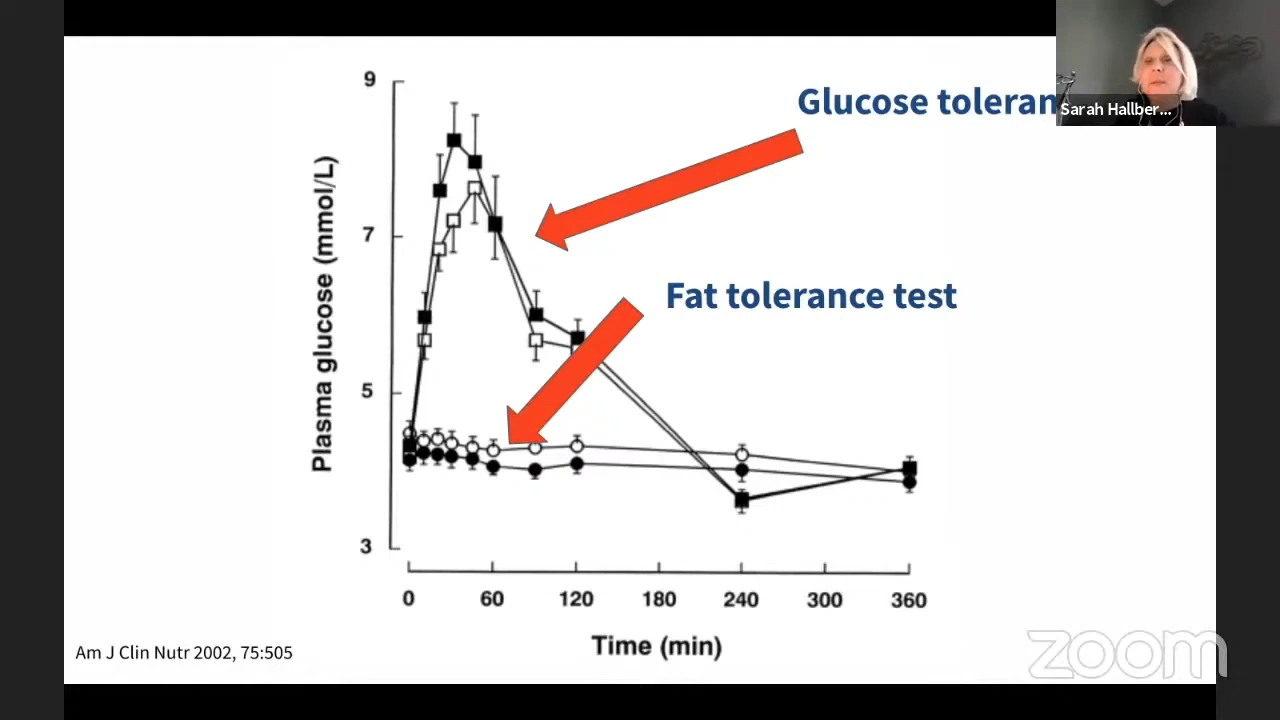 Glucose toleran
Sarah Hallber...
Fat tolerance test
Plasma glucose (mmol/L)
9
7
5
3
0 60 120 180 240 300 360
Time (min)
Am J Clin Nutr 2002, 75:505
zoom